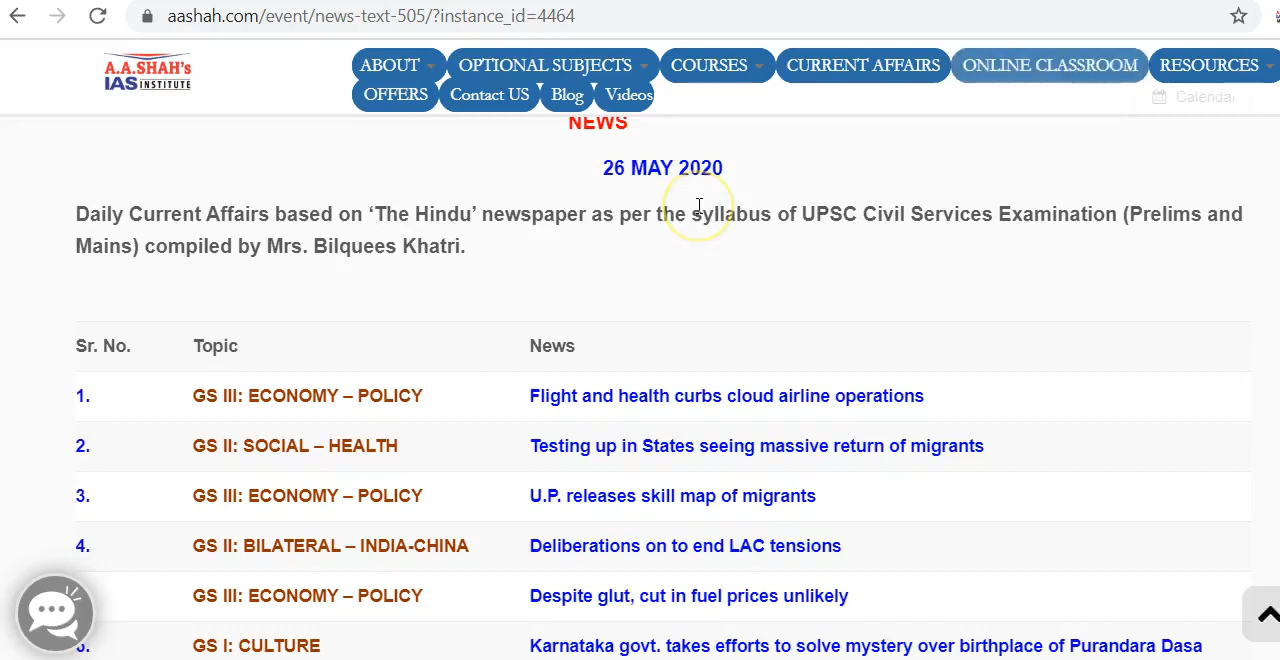 aashah.com/event/news-text-505/?instance_id=4464
A.A.SHAH's
IAS INSTITUTE
ABOUT OPTIONAL SUBJECTS COURSES CURRENT AFFAIRS ONLINE CLASSROOM RESOURCES
OFFERS Contact US Blog Videos
NEWS
26 MAY 2020
Daily Current Affairs based on ‘The Hindu’ newspaper as per the syllabus of UPSC Civil Services Examination (Prelims and
Mains) compiled by Mrs. Bilquees Khatri.
Sr. No. Topic News
1. GS III: ECONOMY – POLICY Flight and health curbs cloud airline operations
2. GS II: SOCIAL – HEALTH Testing up in States seeing massive return of migrants
3. GS III: ECONOMY – POLICY U.P. releases skill map of migrants
4. GS II: BILATERAL – INDIA-CHINA Deliberations on to end LAC tensions
GS III: ECONOMY – POLICY Despite glut, cut in fuel prices unlikely
GS I: CULTURE Karnataka govt. takes efforts to solve mystery over birthplace of Purandara Dasa